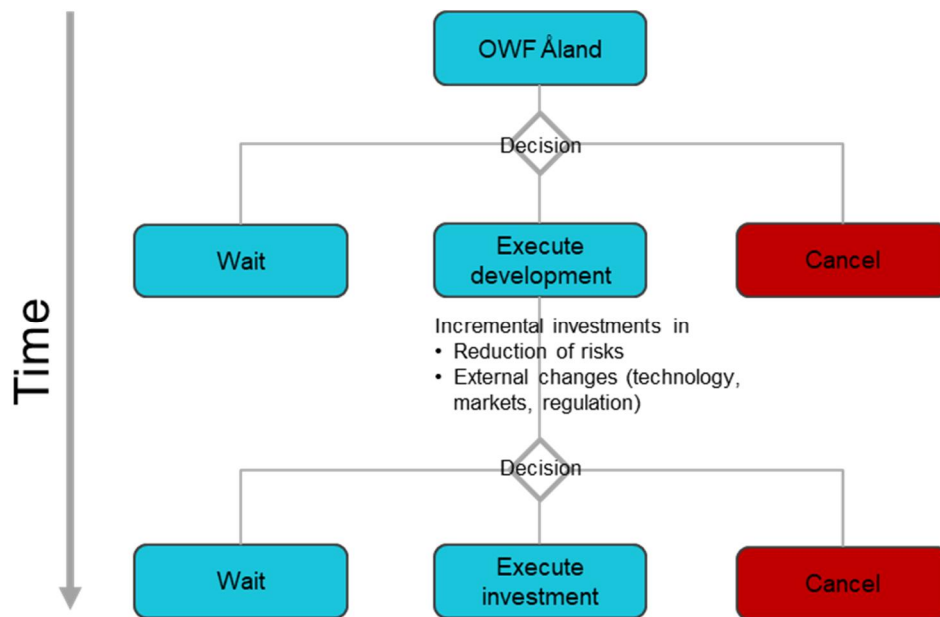 OWF Åland
Decision
Wait
Execute
development
Cancel
Time
Incremental investments in
• Reduction of risks
• External changes (technology,
markets, regulation)
Decision
Wait
Execute
investment
Cancel